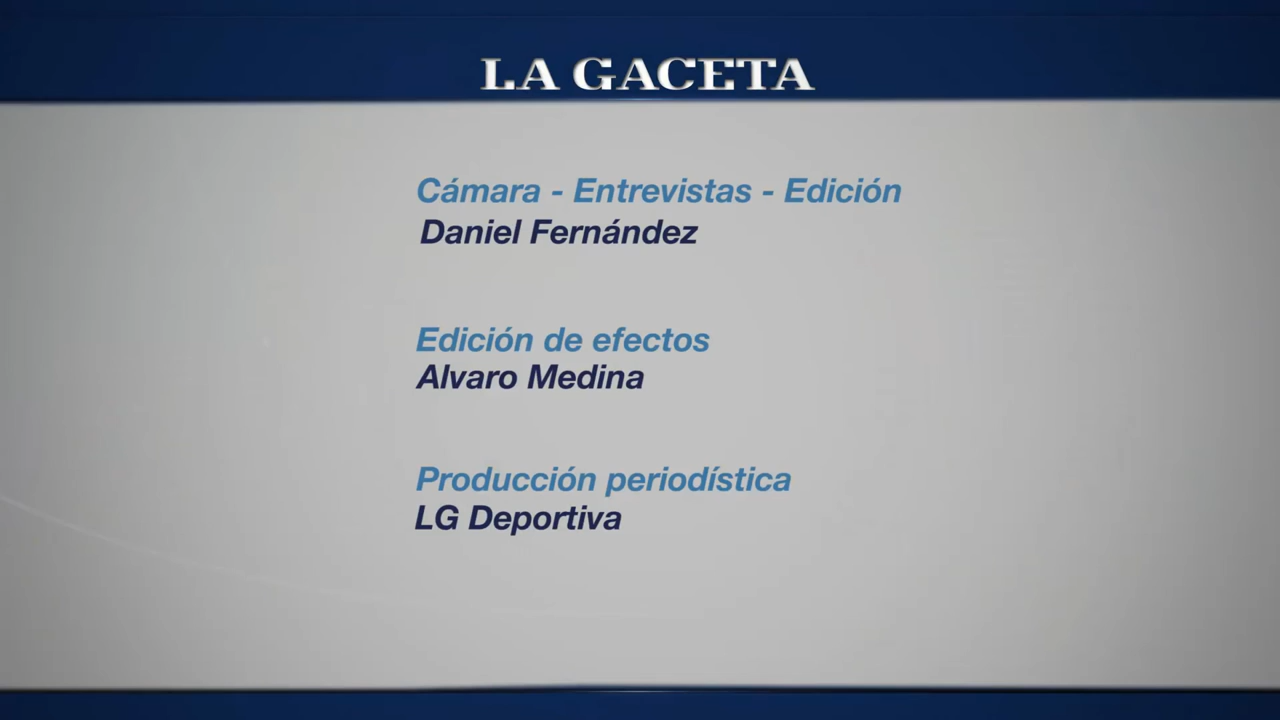 LA GACETA
Cámara - Entrevistas - Edición
Daniel Fernández
Edición de efectos
Alvaro Medina
Producción periodística
LG Deportiva